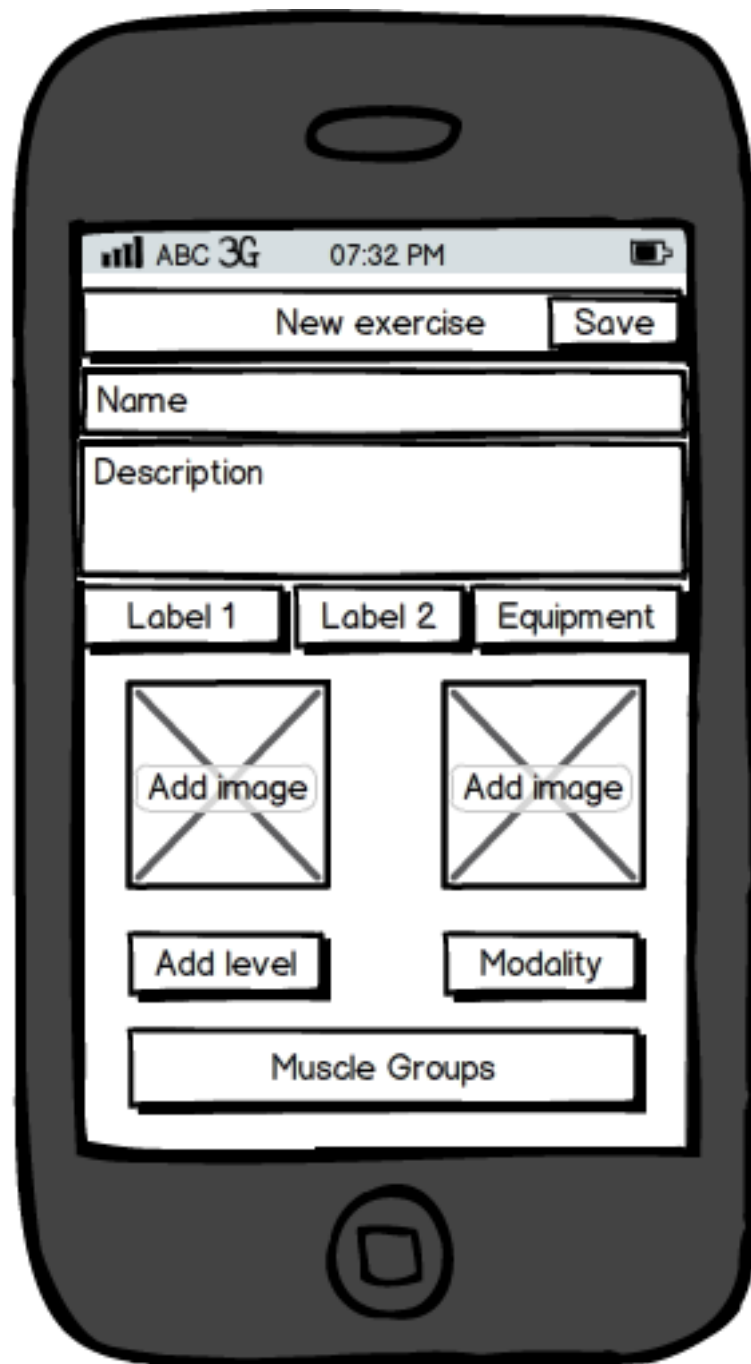 ABC 3G 07:32 PM
New exercise Save
Name
Description
Label 1 Label 2 Equipment
Add image Add image
Add level Modality
Muscle Groups